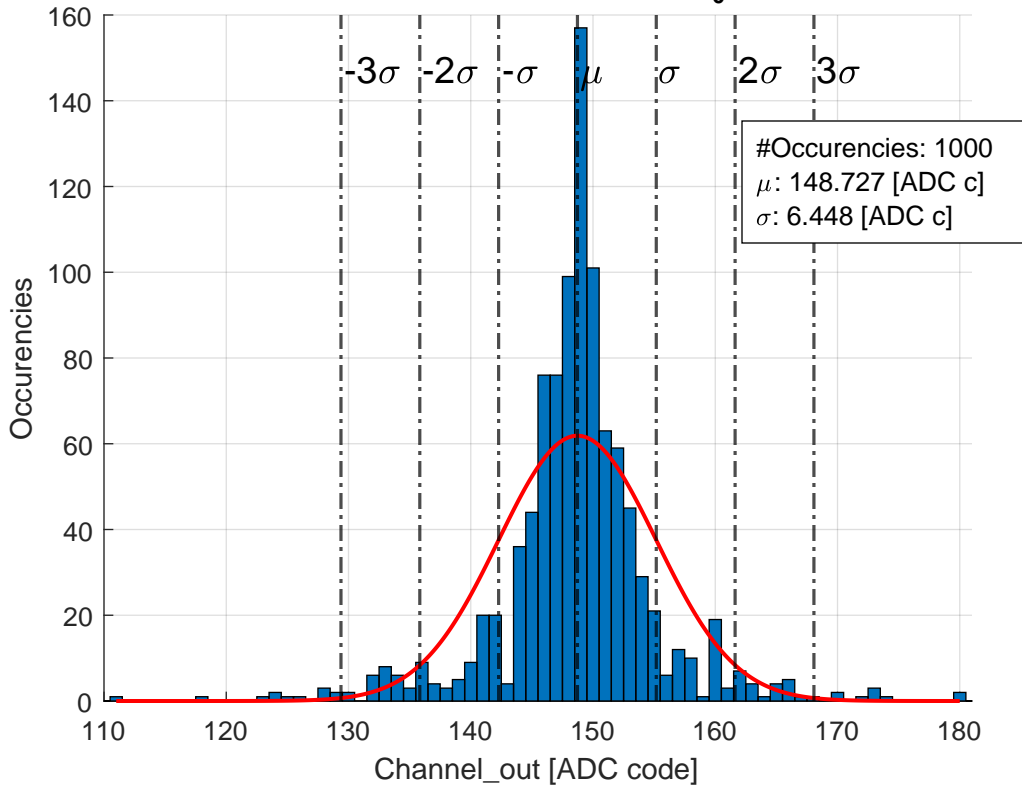 160
-3σ -2σ -σ μ σ 2σ 3σ
140
#Occurencies: 1000
μ: 148.727 [ADC c]
σ: 6.448 [ADC c]
120
100
80
60
40
20
0
Occurencies
110 120 130 140 150 160 170 180
Channel_out [ADC code]